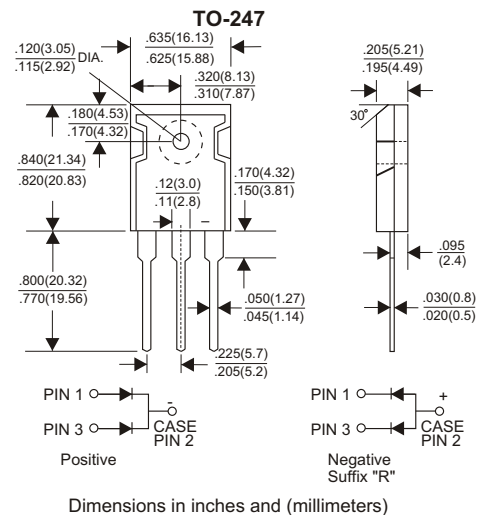 TO-247
.635(16.13)
.625(15.88)
.120(3.05)
.115(2.92)
DIA.
.320(8.13)
.310(7.87)
.180(4.53)
.170(4.32)
.840(21.34)
.820(20.83)
.12(3.0)
.11(2.8)
.170(4.32)
.150(3.81)
.800(20.32)
.770(19.56)
.050(1.27)
.045(1.14)
.225(5.7)
.205(5.2)
.205(5.21)
.195(4.49)
30°
.095
(2.4)
.030(0.8)
.020(0.5)
PIN 1
PIN 3
-
CASE
PIN 2
Positive
PIN 1
PIN 3
+
CASE
PIN 2
Negative
Suffix "R"
Dimensions in inches and (millimeters)